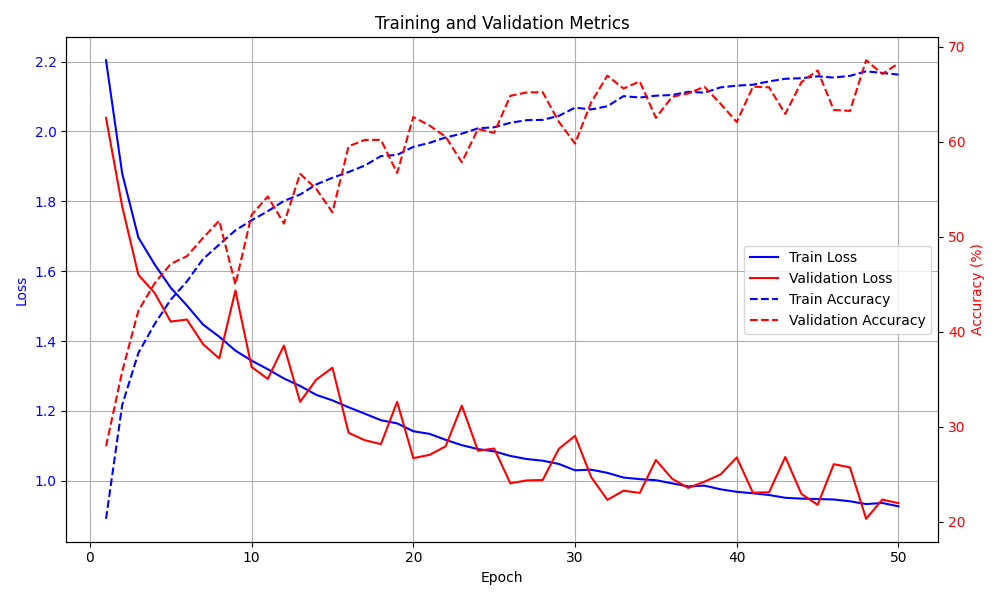 Training and Validation Metrics
2.2
2.0
1.8
1.6
1.4
1.2
1.0
Loss
70
60
50
40
30
20
Accuracy (%)
Train Loss
Validation Loss
Train Accuracy
Validation Accuracy
0
10
20
30
40
50
Epoch